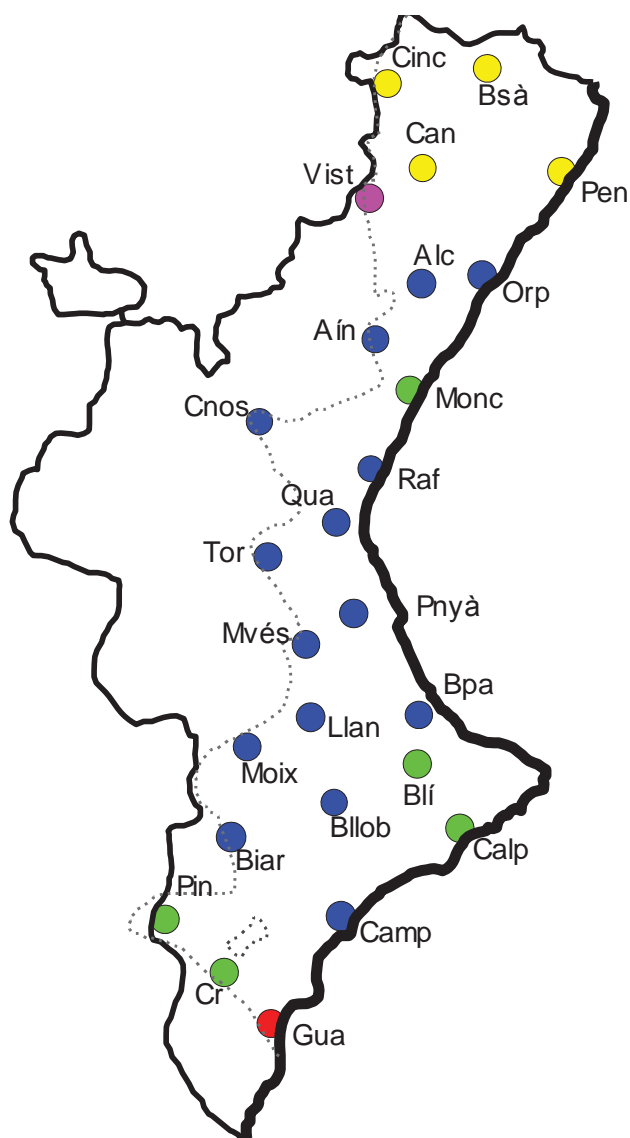 Cinc
Bsà
Can
Vist
Pen
Alc
Orp
Aín
Monc
Cnos
Raf
Qua
Tor
Pnyà
Mvés
Bpa
Llan
Moix
Blí
Bllob
Calp
Biar
Pin
Camp
Cr
Gua